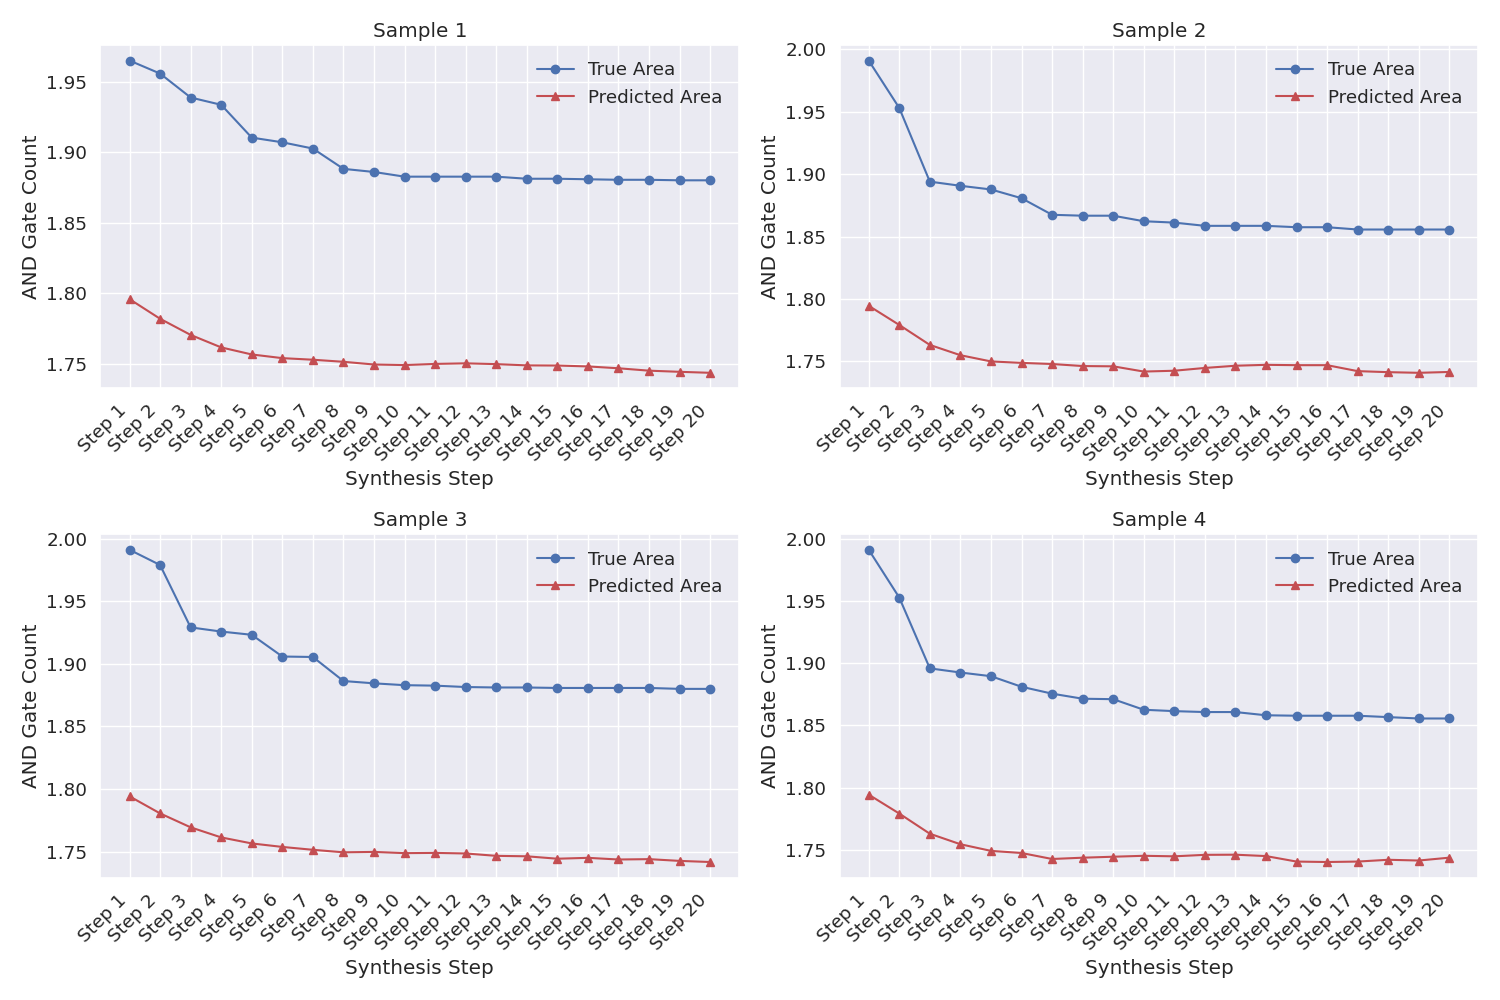 Sample 1
AND Gate Count
1.95
1.90
1.85
1.80
1.75
True Area
Predicted Area
Step 1
Step 2
Step 3
Step 4
Step 5
Step 6
Step 7
Step 8
Step 9
Step 10
Step 11
Step 12
Step 13
Step 14
Step 15
Step 16
Step 17
Step 18
Step 19
Step 20
Synthesis Step
Sample 2
AND Gate Count
2.00
1.95
1.90
1.85
1.80
1.75
True Area
Predicted Area
Step 1
Step 2
Step 3
Step 4
Step 5
Step 6
Step 7
Step 8
Step 9
Step 10
Step 11
Step 12
Step 13
Step 14
Step 15
Step 16
Step 17
Step 18
Step 19
Step 20
Synthesis Step
Sample 3
AND Gate Count
2.00
1.95
1.90
1.85
1.80
1.75
True Area
Predicted Area
Step 1
Step 2
Step 3
Step 4
Step 5
Step 6
Step 7
Step 8
Step 9
Step 10
Step 11
Step 12
Step 13
Step 14
Step 15
Step 16
Step 17
Step 18
Step 19
Step 20
Synthesis Step
Sample 4
AND Gate Count
2.00
1.95
1.90
1.85
1.80
1.75
True Area
Predicted Area
Step 1
Step 2
Step 3
Step 4
Step 5
Step 6
Step 7
Step 8
Step 9
Step 10
Step 11
Step 12
Step 13
Step 14
Step 15
Step 16
Step 17
Step 18
Step 19
Step 20
Synthesis Step